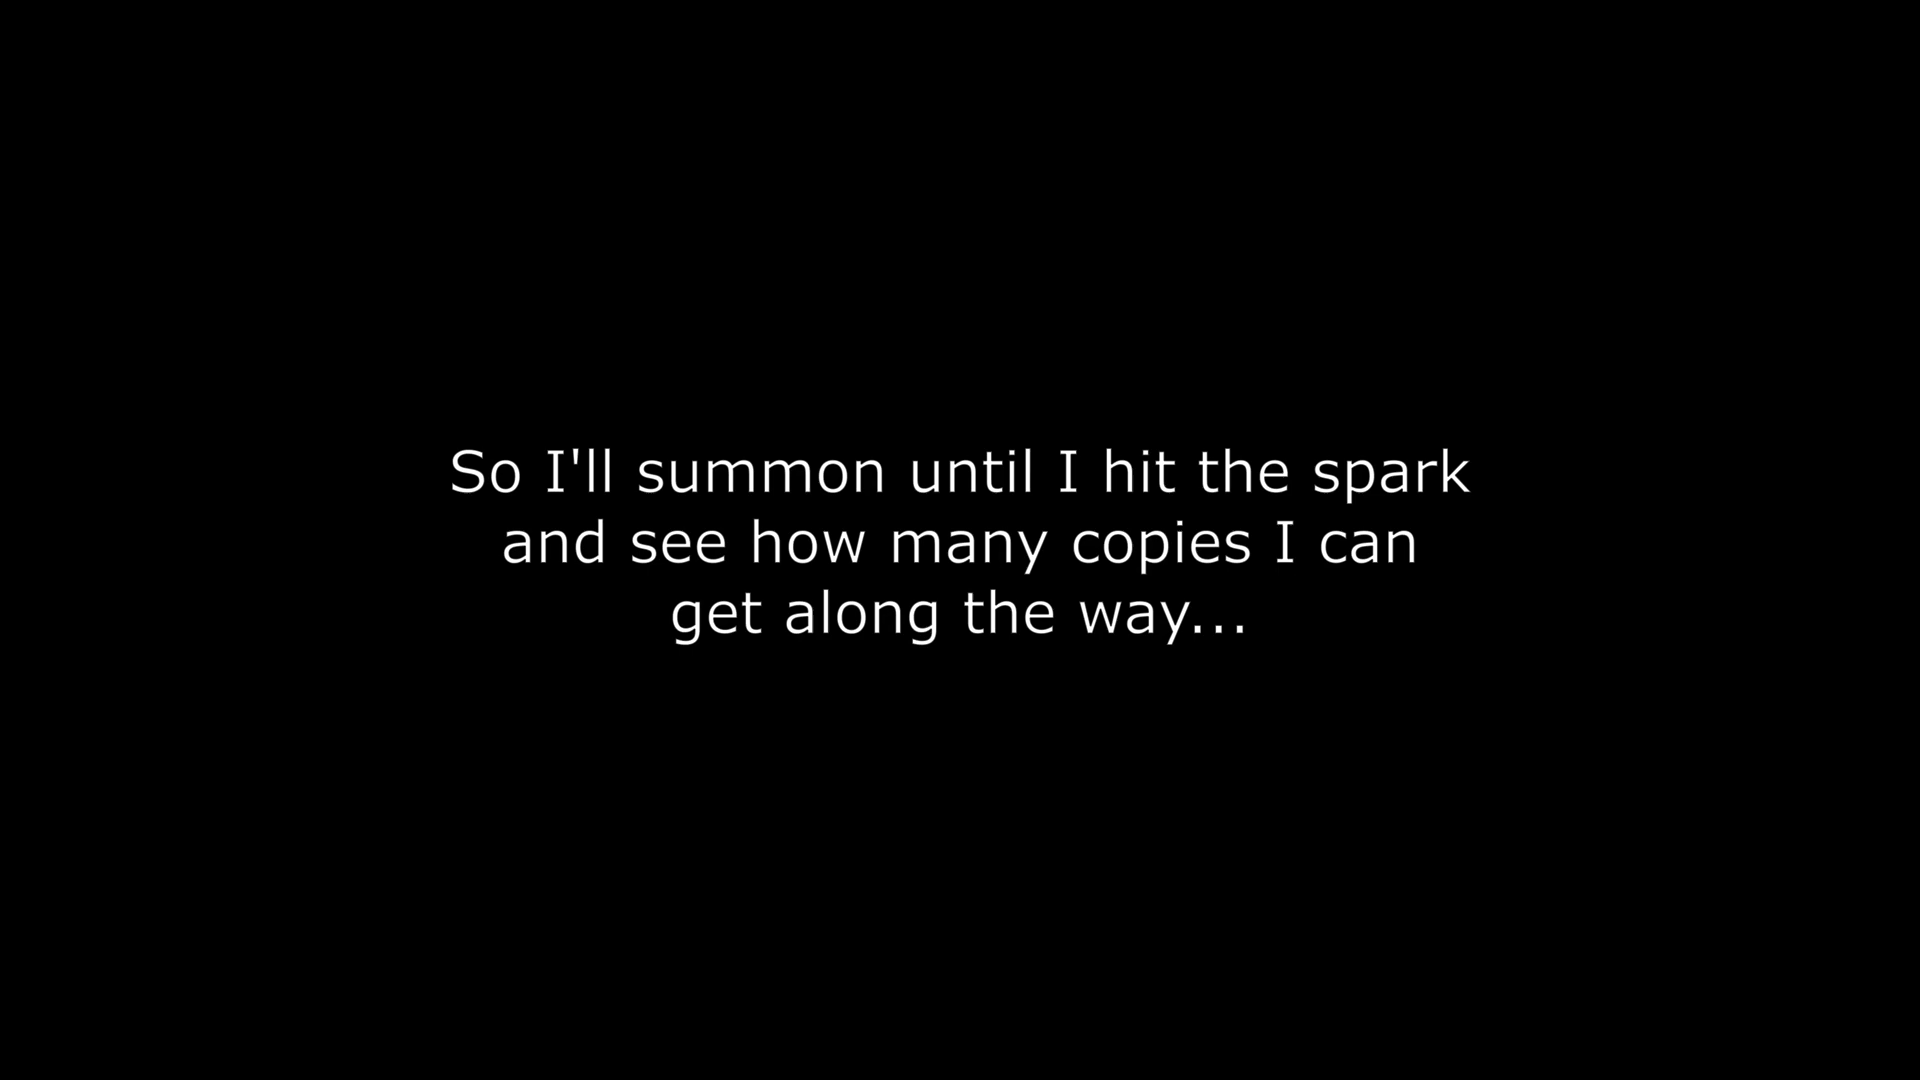 So I'll summon until I hit the spark
and see how many copies I can
get along the way...